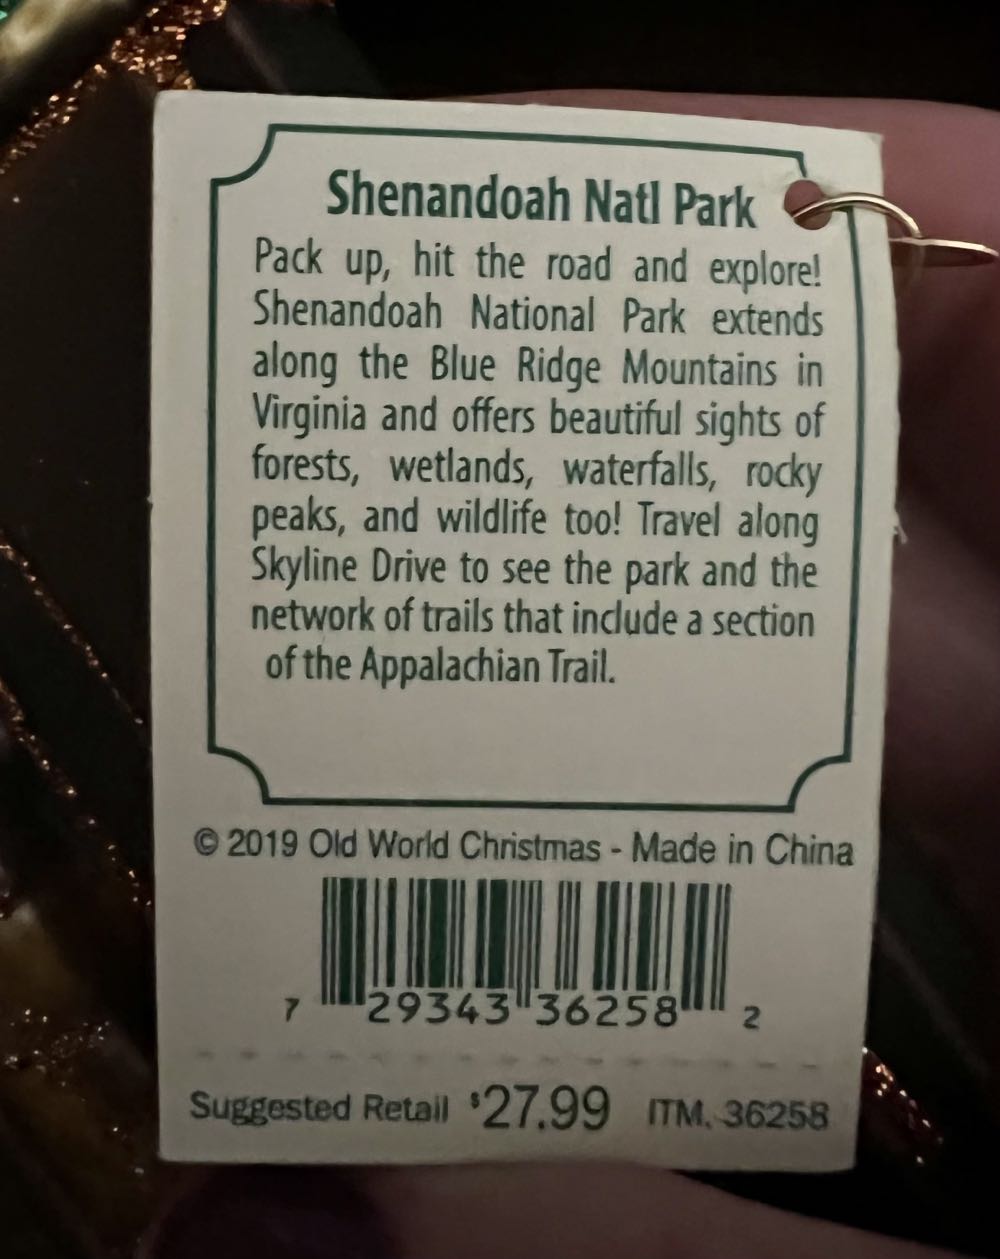 Shenandoah Natl Park
Pack up, hit the road and explore!
Shenandoah National Park extends
along the Blue Ridge Mountains in
Virginia and offers beautiful sights of
forests, wetlands, waterfalls, rocky
peaks, and wildlife too! Travel along
Skyline Drive to see the park and the
network of trails that include a section
of the Appalachian Trail.
© 2019 Old World Christmas - Made in China
7 29343 36258 2
Suggested Retail $27.99 ITM. 36258